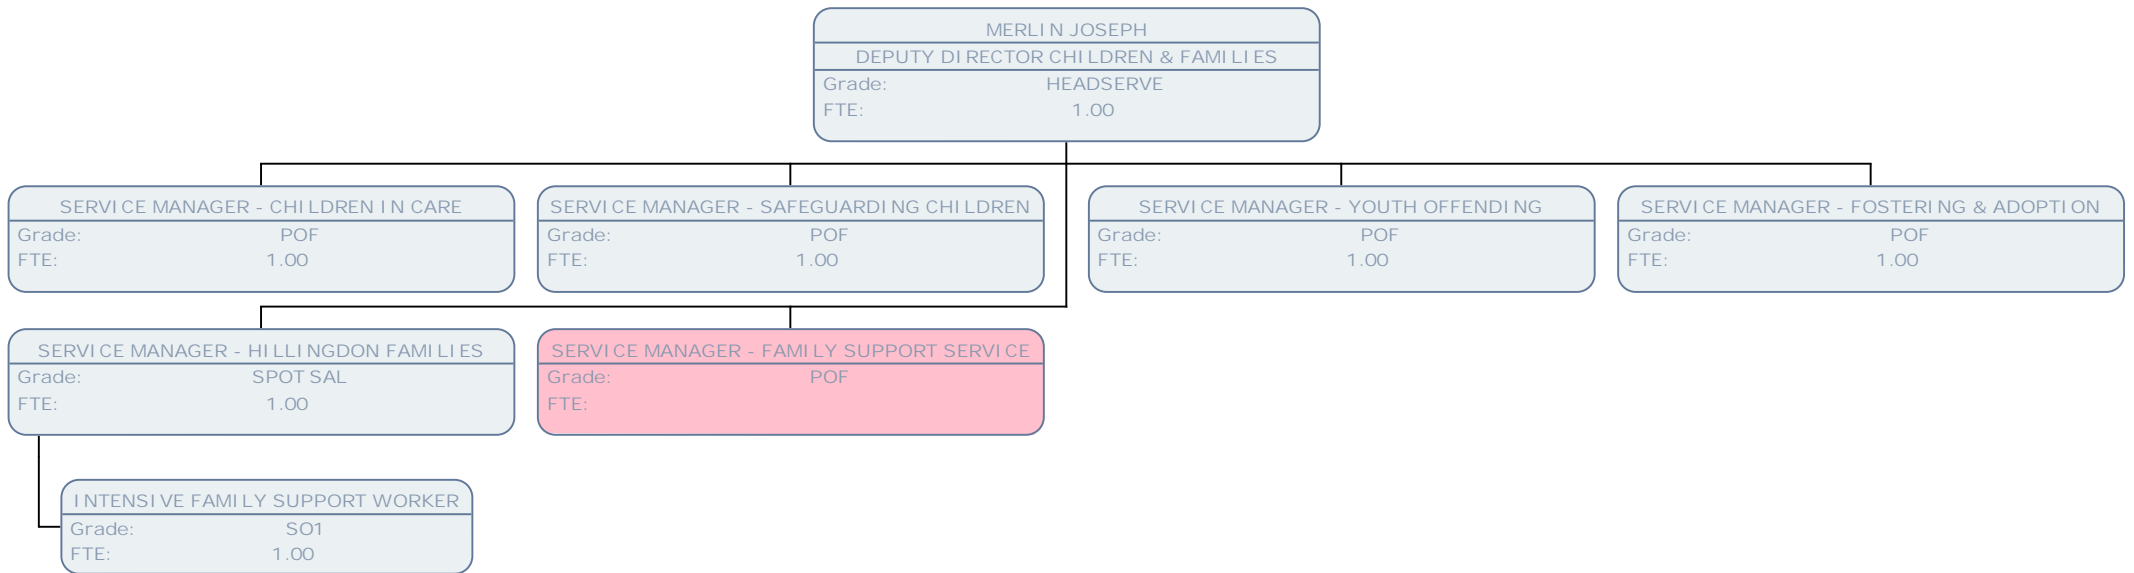 MERLIN JOSEPH
DEPUTY DIRECTOR CHILDREN & FAMILIES
Grade: HEADSERVE
FTE: 1.00
SERVICE MANAGER - CHILDREN IN CARE
Grade: POF
FTE: 1.00
SERVICE MANAGER - SAFEGUARDING CHILDREN
Grade: POF
FTE: 1.00
SERVICE MANAGER - YOUTH OFFENDING
Grade: POF
FTE: 1.00
SERVICE MANAGER - FOSTERING & ADOPTION
Grade: POF
FTE: 1.00
SERVICE MANAGER - HILLINGDON FAMILIES
Grade: SPOT SAL
FTE: 1.00
SERVICE MANAGER - FAMILY SUPPORT SERVICE
Grade: POF
FTE:
INTENSIVE FAMILY SUPPORT WORKER
Grade: SO1
FTE: 1.00